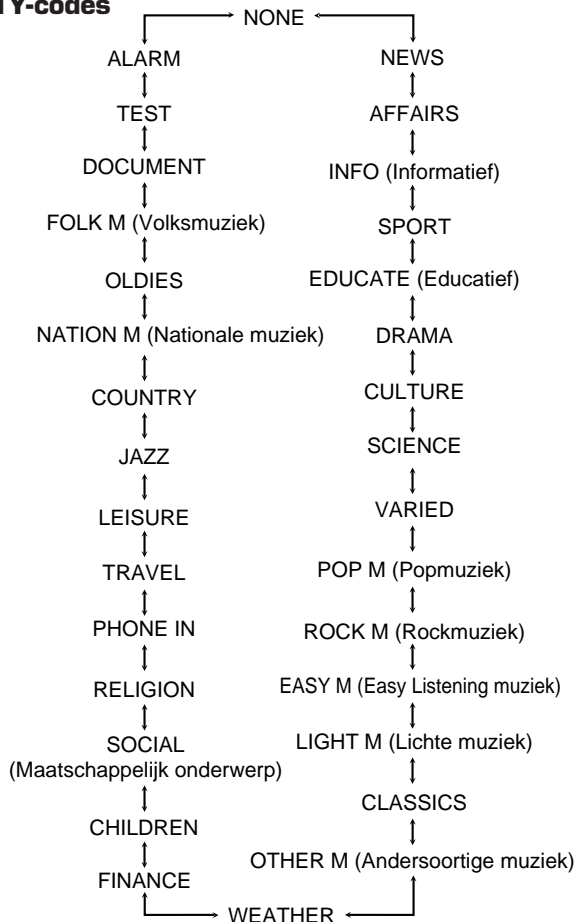 TY-codes
NONE
ALARM
TEST
DOCUMENT
FOLK M (Volksmuziek)
OLDIES
NATION M (Nationale muziek)
COUNTRY
JAZZ
LEISURE
TRAVEL
PHONE IN
RELIGION
SOCIAL
(Maatschappelijk onderwerp)
CHILDREN
FINANCE
NEWS
AFFAIRS
INFO (Informatief)
SPORT
EDUCATE (Educatief)
DRAMA
CULTURE
SCIENCE
VARIED
POP M (Popmuziek)
ROCK M (Rockmuziek)
EASY M (Easy Listening muziek)
LIGHT M (Lichte muziek)
CLASSICS
OTHER M (Andersoortige muziek)
WEATHER